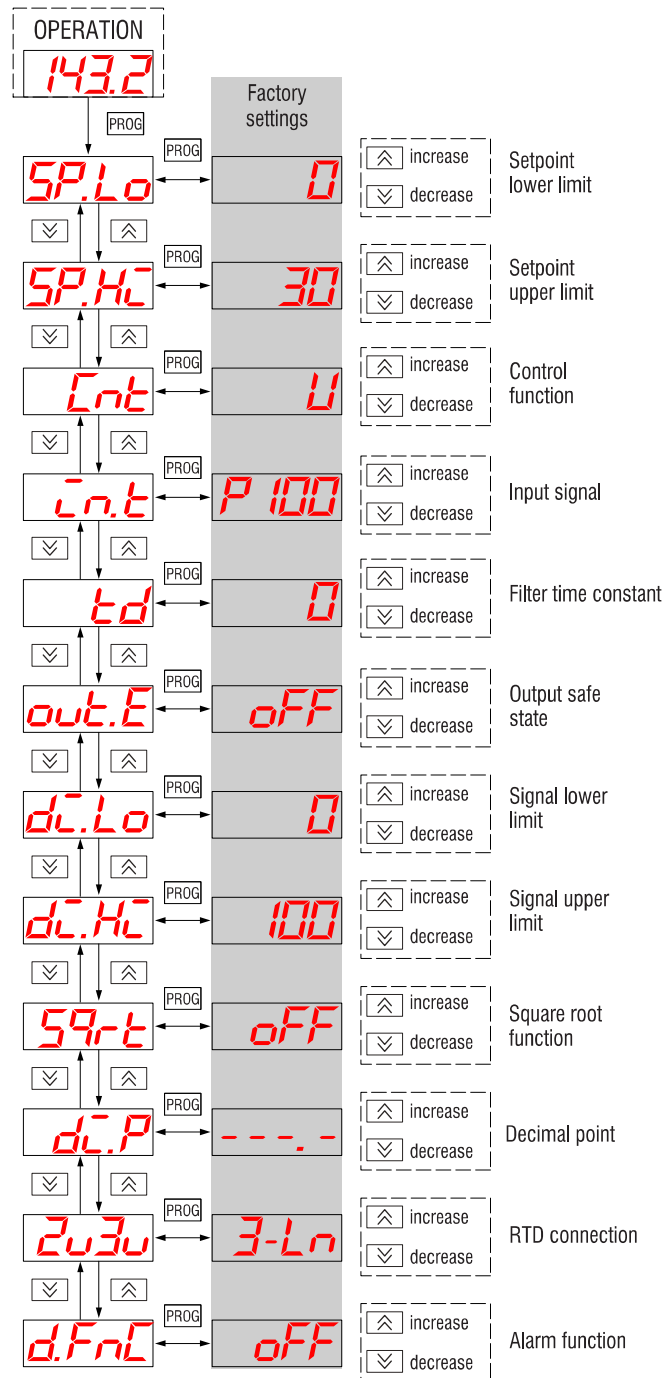 OPERATION
143.2
PROG
Factory
settings
SP.Lo
PROG
0
increase
decrease
Setpoint
lower limit
SP.Hi
PROG
30
increase
decrease
Setpoint
upper limit
Cnt
PROG
U
increase
decrease
Control
function
in.t
PROG
P100
increase
decrease
Input signal
td
PROG
0
increase
decrease
Filter time constant
out.E
PROG
oFF
increase
decrease
Output safe
state
di.Lo
PROG
0
increase
decrease
Signal lower
limit
di.Hi
PROG
100
increase
decrease
Signal upper
limit
Sqrt
PROG
oFF
increase
decrease
Square root
function
di.P
PROG
---.-
increase
decrease
Decimal point
2u3u
PROG
3-Ln
increase
decrease
RTD connection
d.FnC
PROG
oFF
increase
decrease
Alarm function